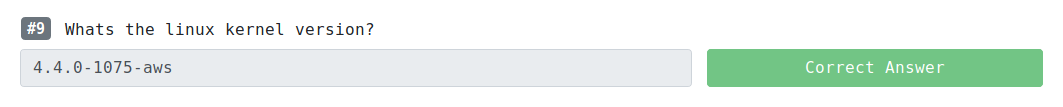 #9 Whats the linux kernel version?
4.4.0-1075-aws Correct Answer